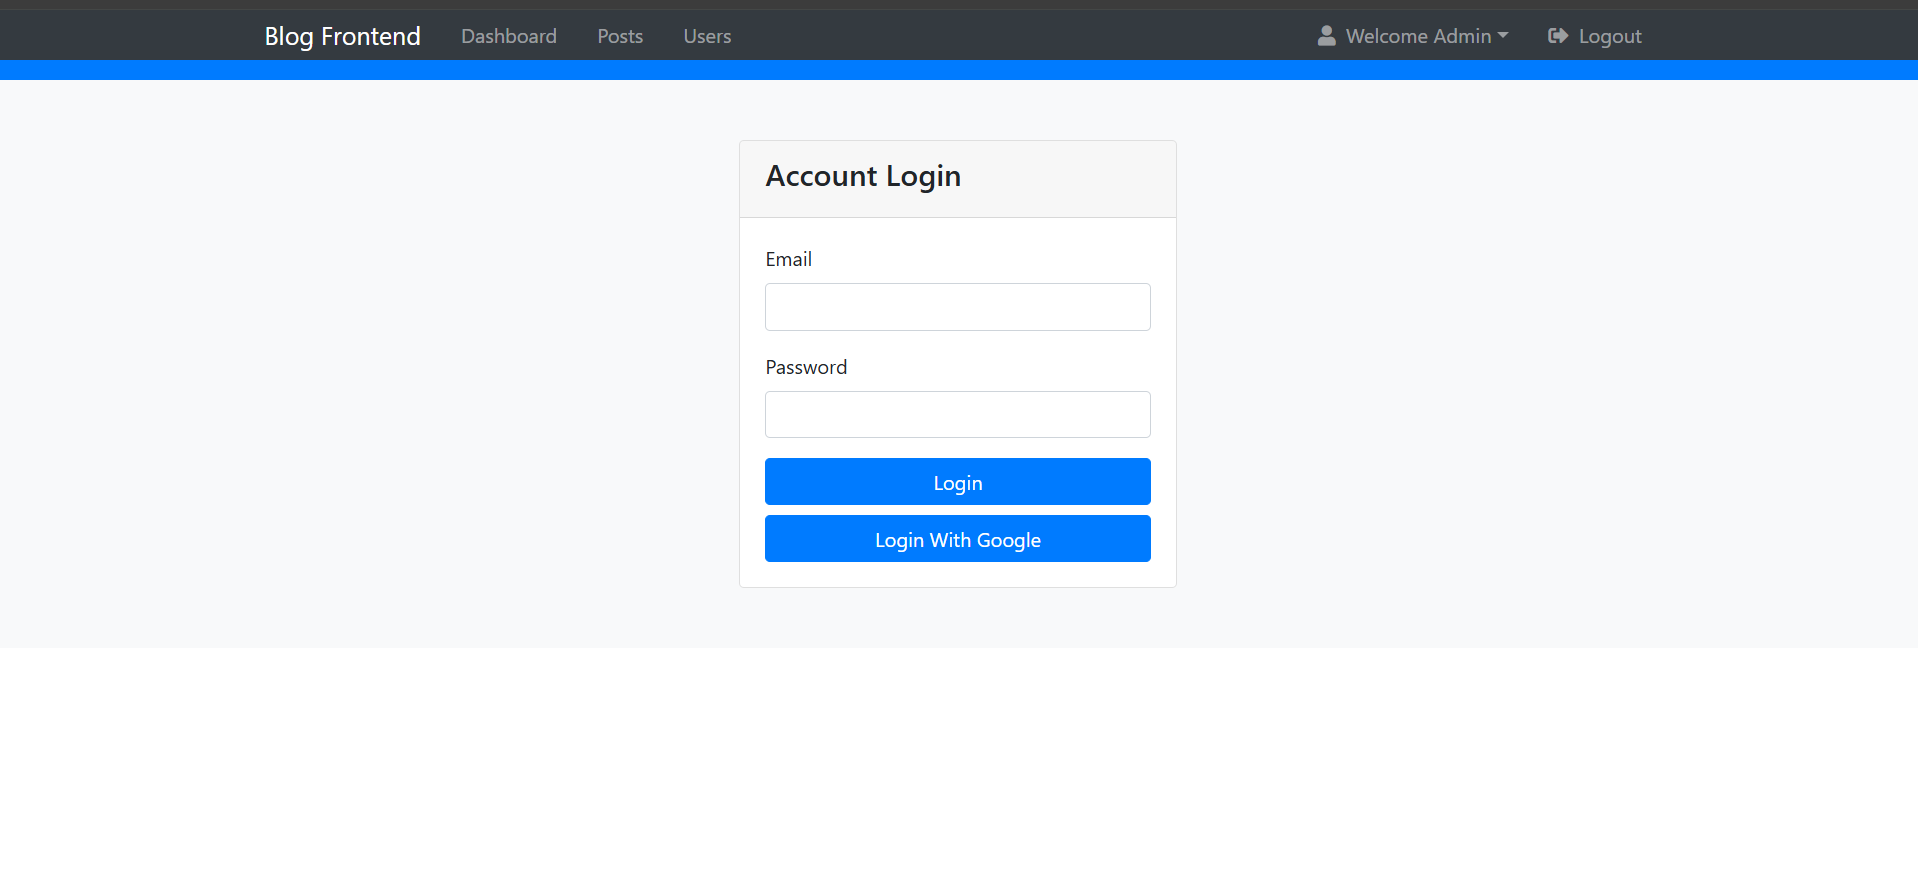 Blog Frontend Dashboard Posts Users Welcome Admin Logout
Account Login
Email
Password
Login
Login With Google